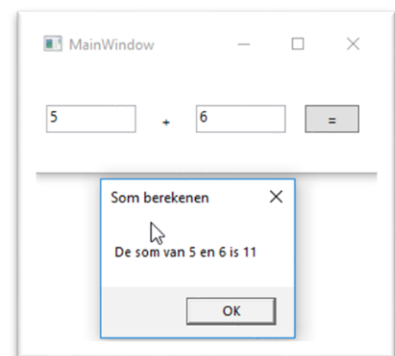 MainWindow
5 + 6 =
Som berekenen
De som van 5 en 6 is 11
OK